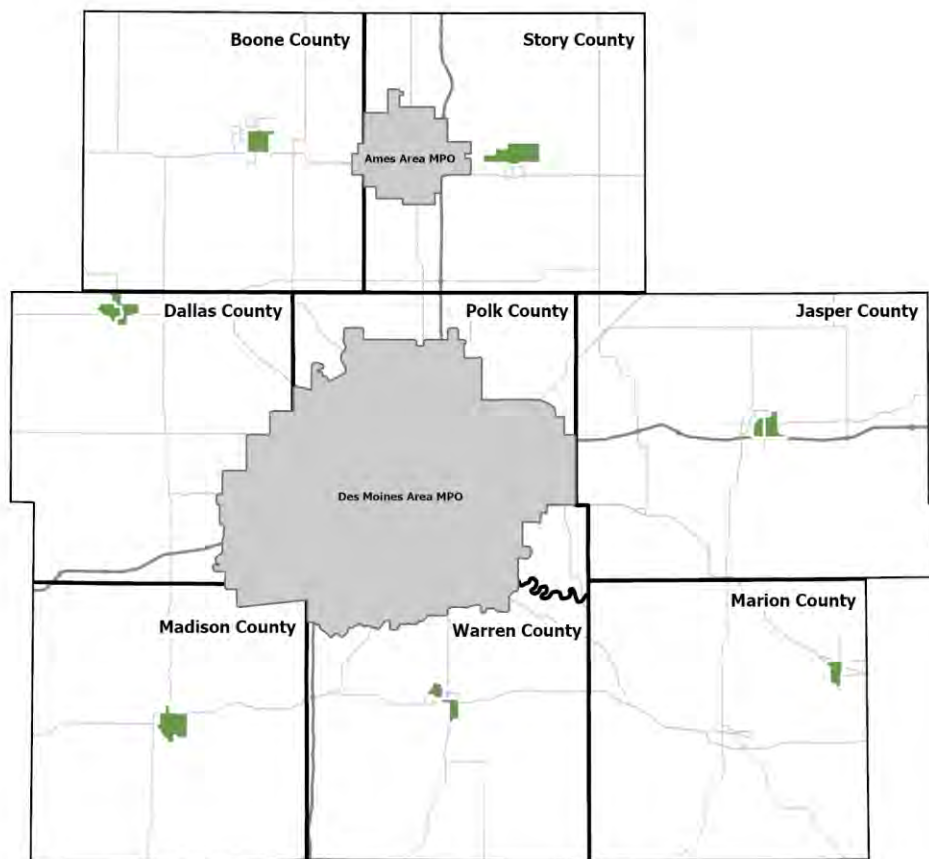 Boone County
Story County
Ames Area MPO
Dallas County
Polk County
Jasper County
Des Moines Area MPO
Madison County
Warren County
Marion County